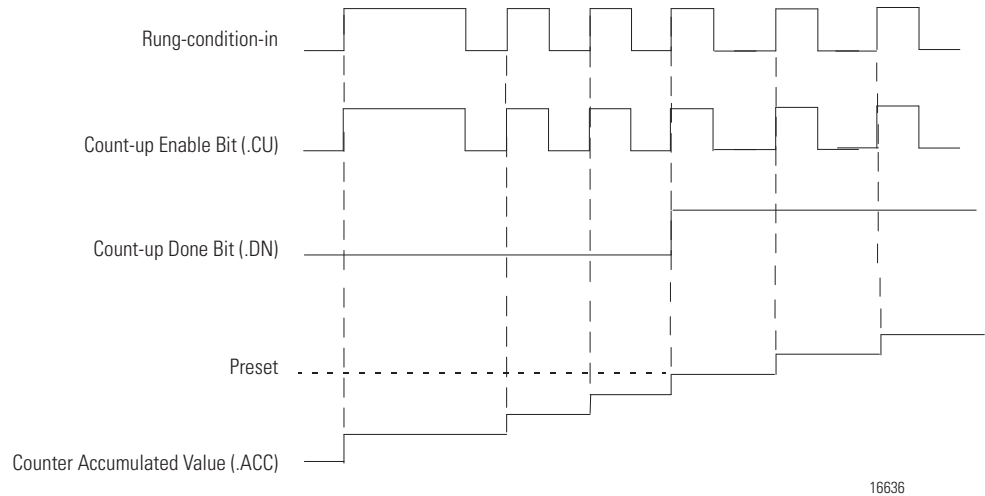 Rung-condition-in
Count-up Enable Bit (.CU)
Count-up Done Bit (.DN)
Preset
Counter Accumulated Value (.ACC)
16636